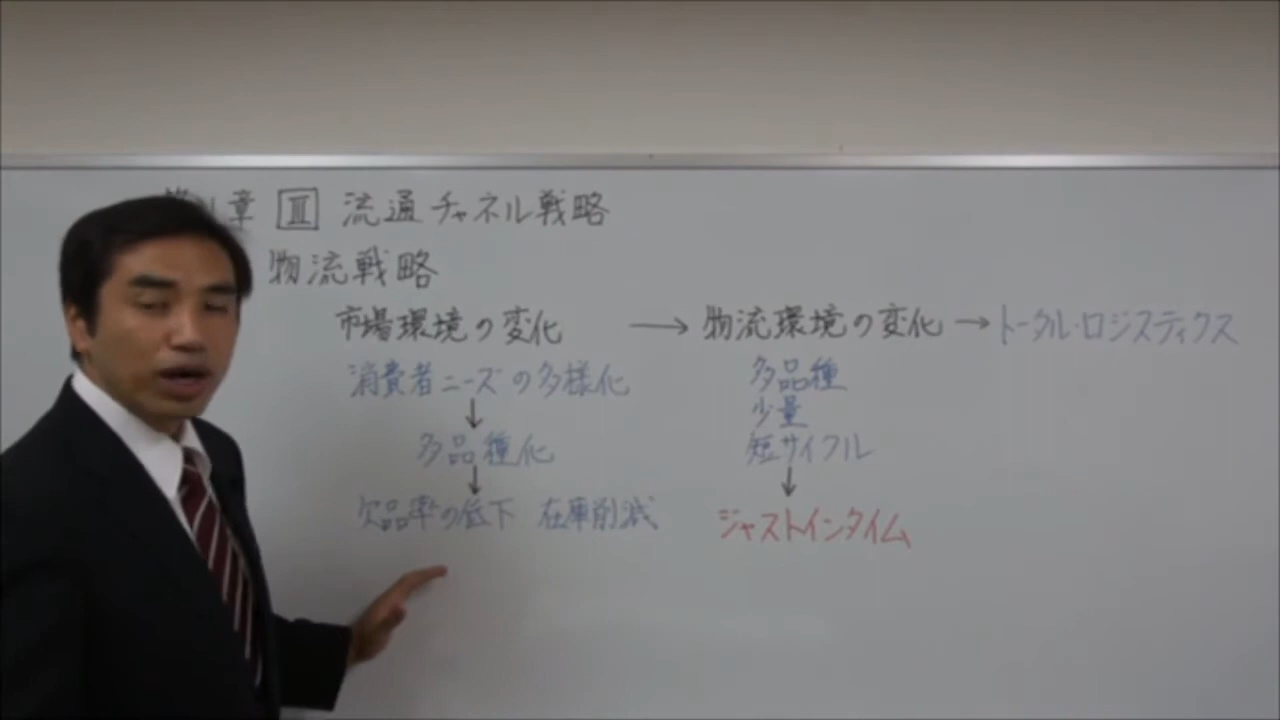 章 Ⅲ 流通チャネル戦略
物流戦略
市場環境の変化 → 物流環境の変化 → トータル・ロジスティクス
消費者ニーズの多様化
↓
多品種化
↓
欠品率の低下 在庫削減
多品種
少量
短サイクル
↓
ジャストインタイム